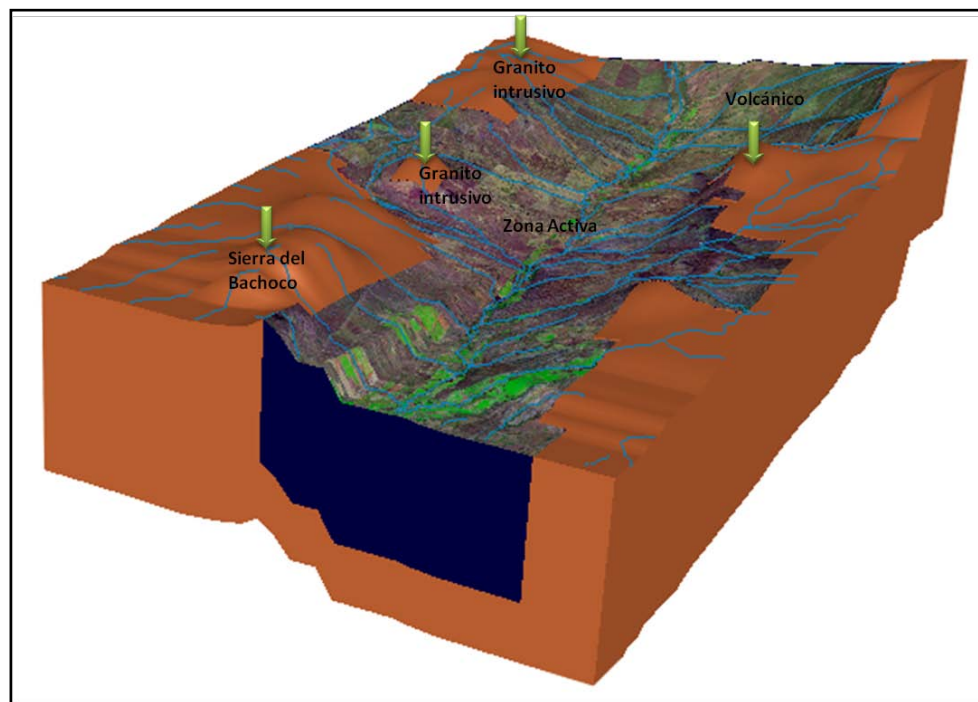 Granito
intrusivo
Volcánico
Granito
intrusivo
Zona Activa
Sierra del
Bachoco